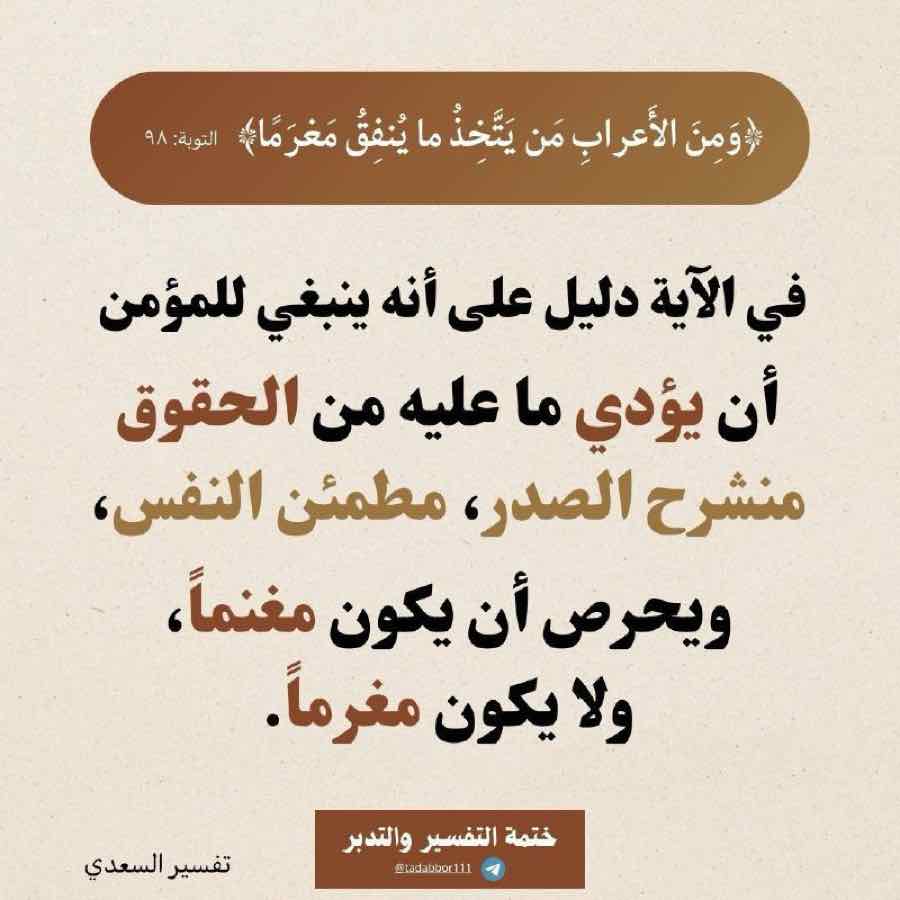 ﴿وَمِنَ الأَعرابِ مَن يَتَّخِذُ ما يُنفِقُ مَغرَمًا﴾ التوبة: ٩٨
في الآية دليل على أنه ينبغي للمؤمن
أن يؤدي ما عليه من الحقوق
منشرح الصدر، مطمئن النفس،
ويحرص أن يكون مغنماً،
ولا يكون مغرماً.
ختمة التفسير والتدبر
@tadabbor111
تفسير السعدي